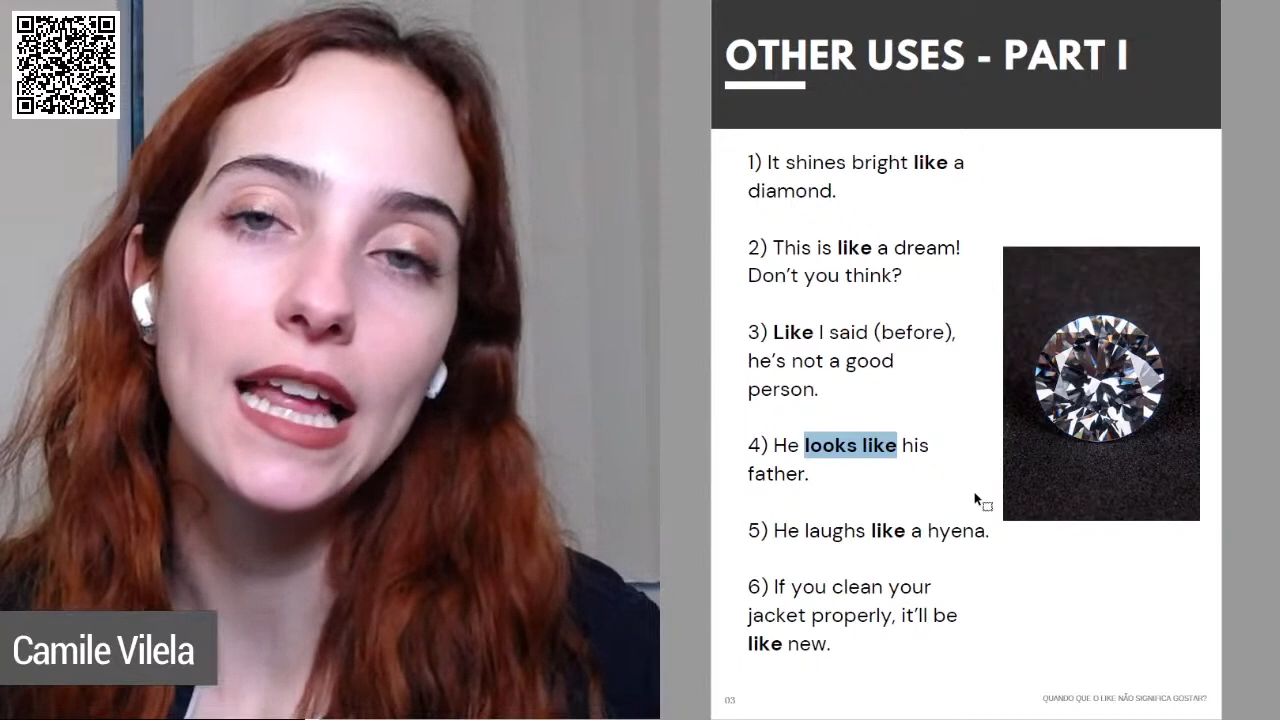 OTHER USES - PART I
1) It shines bright like a
diamond.
2) This is like a dream!
Don't you think?
3) Like I said (before),
he's not a good
person.
4) He looks like his
father.
5) He laughs like a hyena.
6) If you clean your
jacket properly, it'll be
like new.
03
QUANDO QUE O LIKE NÃO SIGNIFICA GOSTAR?
Camile Vilela